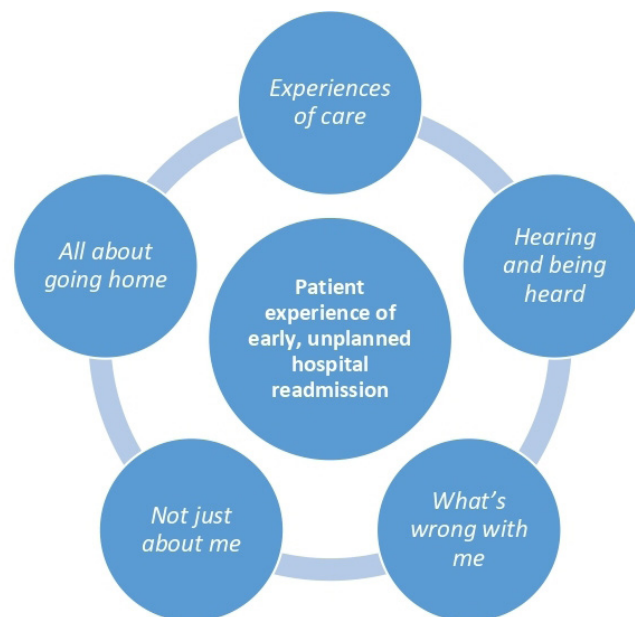 Experiences
of care
Hearing
and being
heard
What's
wrong with
me
Not just
about me
All about
going home
Patient
experience of
early, unplanned
hospital
readmission